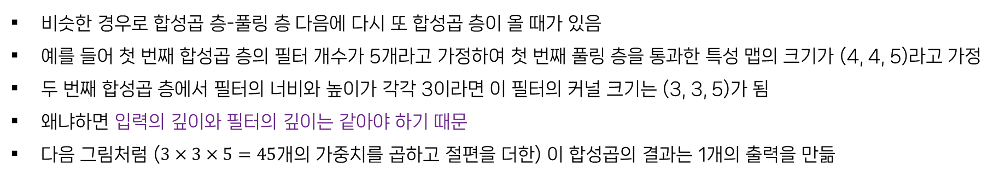 ▪ 비슷한 경우로 합성곱 층-풀링 층 다음에 다시 또 합성곱 층이 올 때가 있음
▪ 예를 들어 첫 번째 합성곱 층의 필터 개수가 5개라고 가정하여 첫 번째 풀링 층을 통과한 특성 맵의 크기가 (4, 4, 5)라고 가정
▪ 두 번째 합성곱 층에서 필터의 너비와 높이가 각각 3이라면 이 필터의 커널 크기는 (3, 3, 5)가 됨
▪ 왜냐하면 입력의 깊이와 필터의 깊이는 같아야 하기 때문
▪ 다음 그림처럼 (3 × 3 × 5 = 45개의 가중치를 곱하고 절편을 더한) 이 합성곱의 결과는 1개의 출력을 만듦